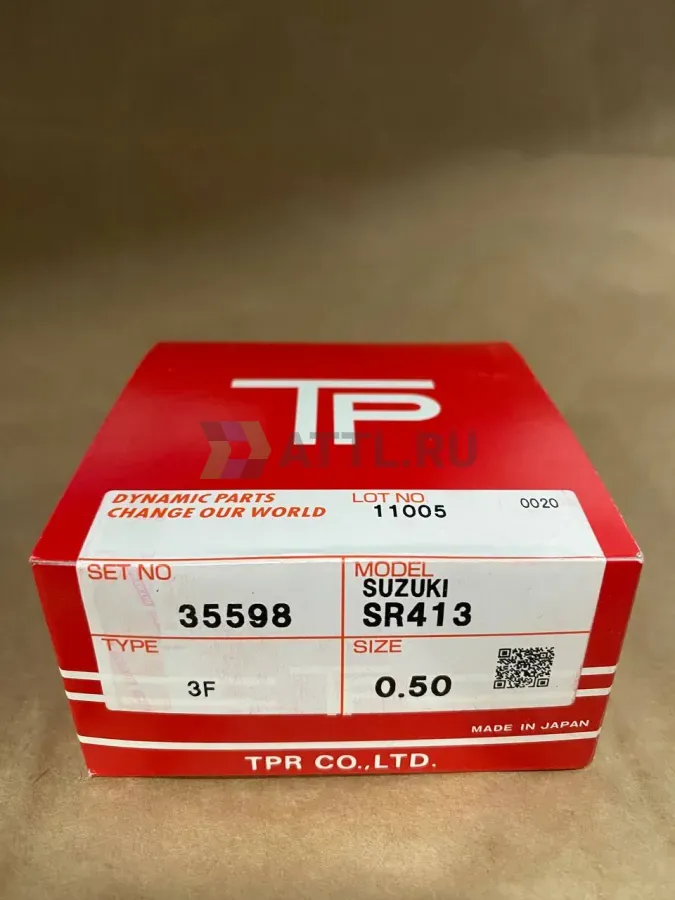 TP
ATTL.RU
DYNAMIC PARTS
CHANGE OUR WORLD
LOT NO.
11005
0020
SET NO
35598
MODEL
SUZUKI
SR413
TYPE
3F
SIZE
0.50
MADE IN JAPAN
TPR CO.,LTD.